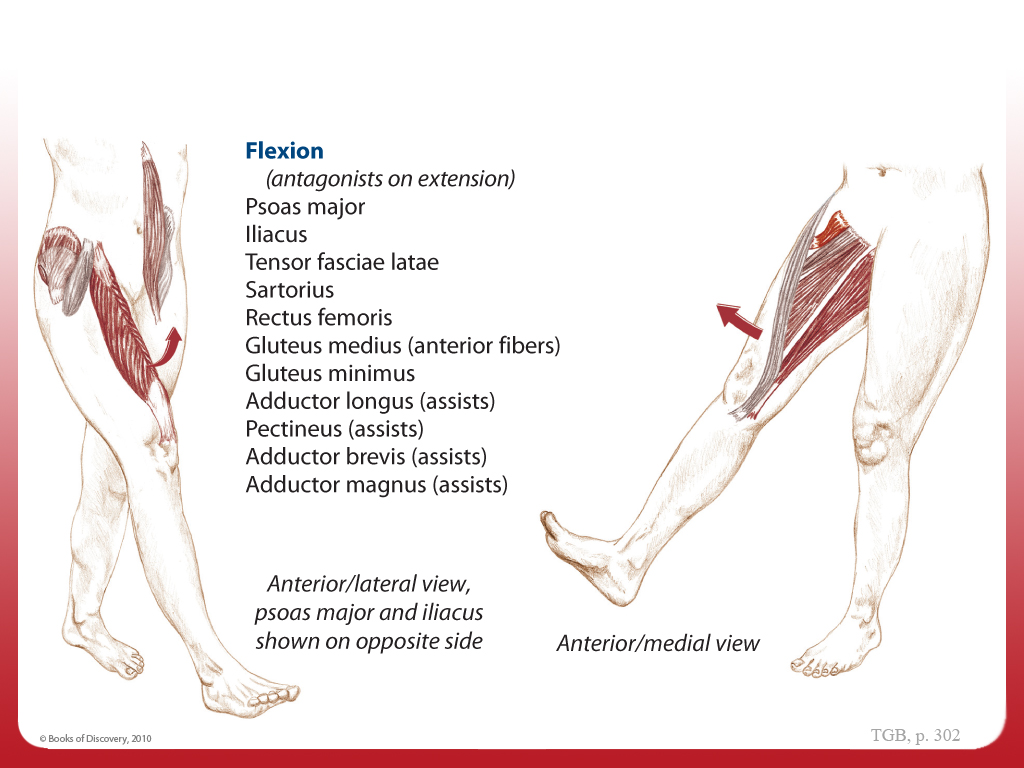 Flexion
(antagonists on extension)
Psoas major
Iliacus
Tensor fasciae latae
Sartorius
Rectus femoris
Gluteus medius (anterior fibers)
Gluteus minimus
Adductor longus (assists)
Pectineus (assists)
Adductor brevis (assists)
Adductor magnus (assists)
Anterior/lateral view,
psoas major and iliacus
shown on opposite side
Anterior/medial view
© Books of Discovery, 2010
TGB, p. 302